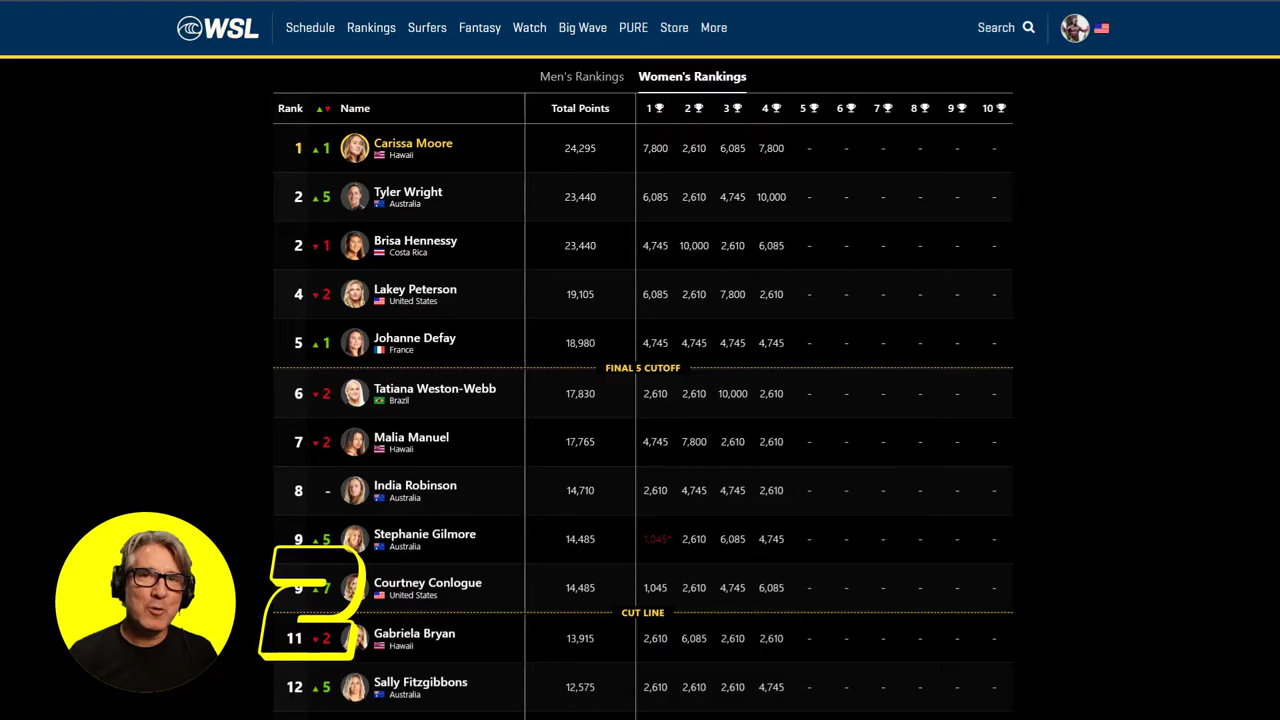 WSL Schedule Rankings Surfers Fantasy Watch Big Wave PURE Store More Search
Men's Rankings Women's Rankings
Rank Name Total Points 1 2 3 4 5 6 7 8 9 10
1 1 Carissa Moore 24,295 7,800 2,610 6,085 7,800 - - - - - -
Hawaii
2 5 Tyler Wright 23,440 6,085 2,610 4,745 10,000 - - - - - -
Australia
2 1 Brisa Hennessy 23,440 4,745 10,000 2,610 6,085 - - - - - -
Costa Rica
4 2 Lakey Peterson 19,105 6,085 2,610 7,800 2,610 - - - - - -
United States
5 1 Johanne Defay 18,980 4,745 4,745 4,745 4,745 - - - - - -
France
FINAL 5 CUTOFF
6 2 Tatiana Weston-Webb 17,830 2,610 2,610 10,000 2,610 - - - - - -
Brazil
7 2 Malia Manuel 17,765 4,745 7,800 2,610 2,610 - - - - - -
Hawaii
8 - India Robinson 14,710 2,610 4,745 4,745 2,610 - - - - - -
Australia
9 5 Stephanie Gilmore 14,485 1,045* 2,610 6,085 4,745 - - - - - -
Australia
9 7 Courtney Conlogue 14,485 1,045 2,610 4,745 6,085 - - - - - -
United States
2
CUT LINE
11 2 Gabriela Bryan 13,915 2,610 6,085 2,610 2,610 - - - - - -
Hawaii
12 5 Sally Fitzgibbons 12,575 2,610 2,610 2,610 4,745 - - - - - -
Australia